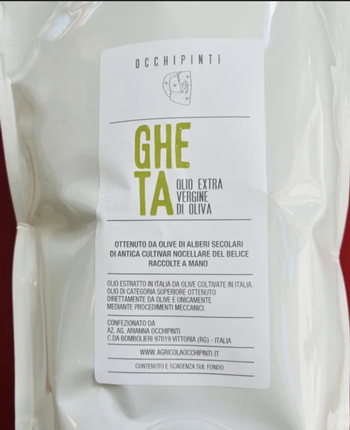 OCCHIPINTI
GHE
TA
OLIO EXTRA
VERGINE
DI OLIVA
OTTENUTO DA OLIVE DI ALBERI SECOLARI
DI ANTICA CULTIVAR NOCELLARE DEL BELICE
RACCOLTE A MANO
OLIO ESTRATTO IN ITALIA DA OLIVE COLTIVATE IN ITALIA.
OLIO DI CATEGORIA SUPERIORE OTTENUTO
DIRETTAMENTE DA OLIVE E UNICAMENTE
MEDIANTE PROCEDIMENTI MECCANICI.
CONFEZIONATO DA
AZ. AG. ARIANNA OCCHIPINTI
C.DA BOMBOLIERI 97019 VITTORIA (RG) - ITALIA
WWW.AGRICOLAOCCHIPINTI.IT
CONTENUTO E SCADENZA SUL FONDO